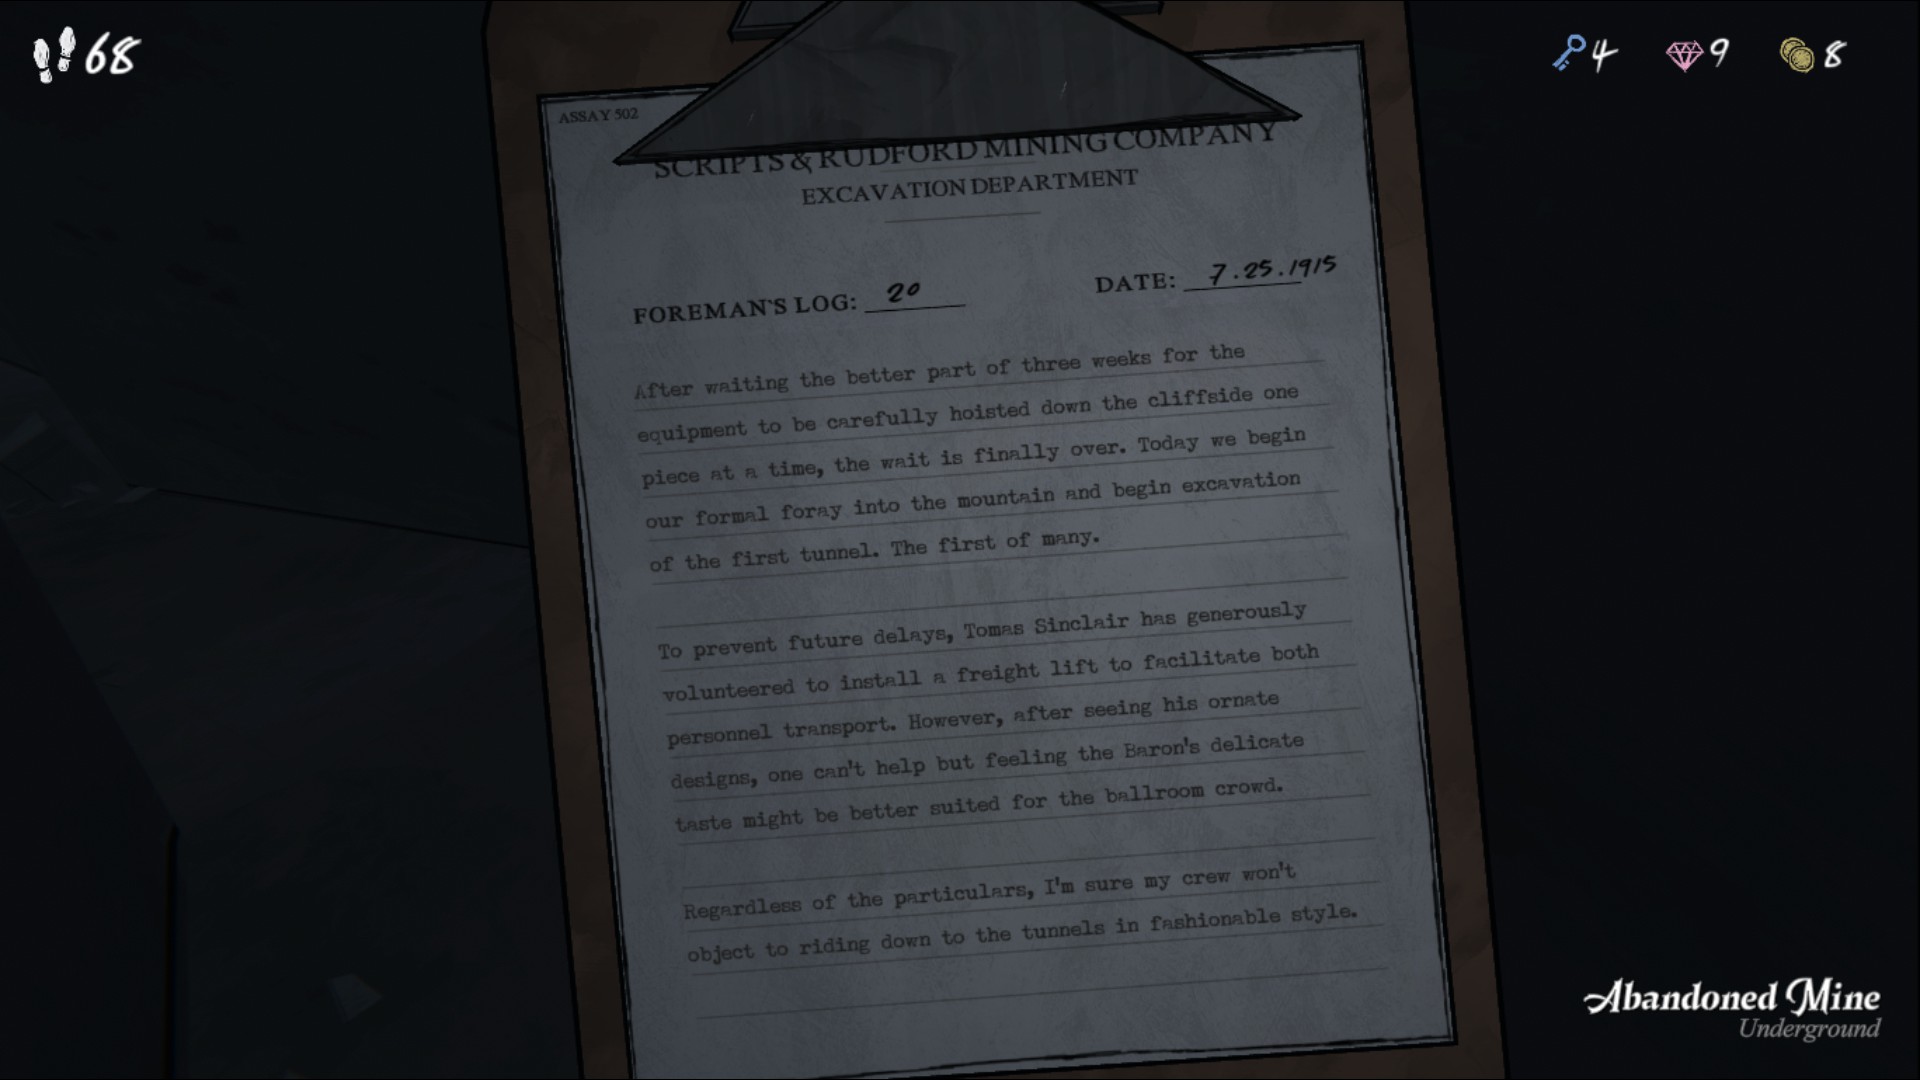 68
4 9 8
ASSAY 502
SCRIPTS & RUDFORD MINING COMPANY
EXCAVATION DEPARTMENT
FOREMAN'S LOG: 20 DATE: 7.25.1915
After waiting the better part of three weeks for the
equipment to be carefully hoisted down the cliffside one
piece at a time, the wait is finally over. Today we begin
our formal foray into the mountain and begin excavation
of the first tunnel. The first of many.
To prevent future delays, Tomas Sinclair has generously
volunteered to install a freight lift to facilitate both
personnel transport. However, after seeing his ornate
designs, one can't help but feeling the Baron's delicate
taste might be better suited for the ballroom crowd.
Regardless of the particulars, I'm sure my crew won't
object to riding down to the tunnels in fashionable style.
Abandoned Mine
Underground